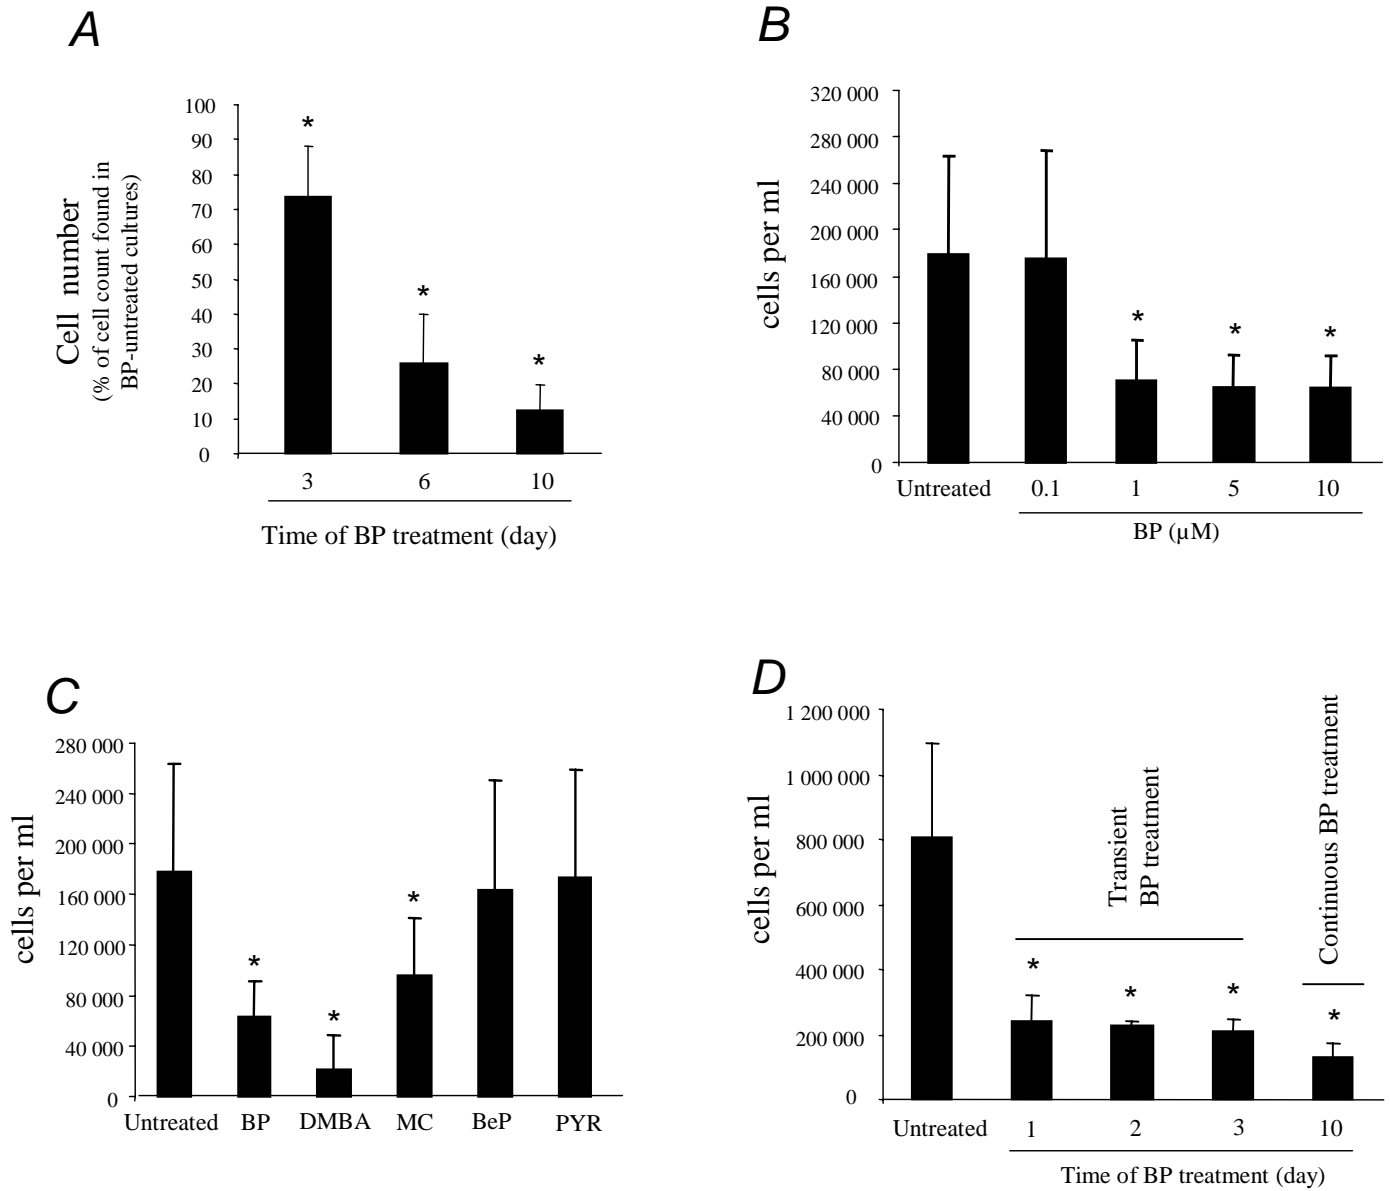 A
100
90
80
70
60
50
40
30
20
10
0
Cell number
(% of cell count found in
BP-untreated cultures)
*
*
*
3 6 10
Time of BP treatment (day)
B
320 000
280 000
240 000
200 000
160 000
120 000
80 000
40 000
0
cells per ml
*
*
*
Untreated 0.1 1 5 10
BP (µM)
C
280 000
240 000
200 000
160 000
120 000
80 000
40 000
0
cells per ml
*
*
*
Untreated BP DMBA MC BeP PYR
D
1 200 000
1 000 000
800 000
600 000
400 000
200 000
0
cells per ml
Transient
BP treatment
Continuous BP treatment
*
*
*
*
Untreated 1 2 3 10
Time of BP treatment (day)